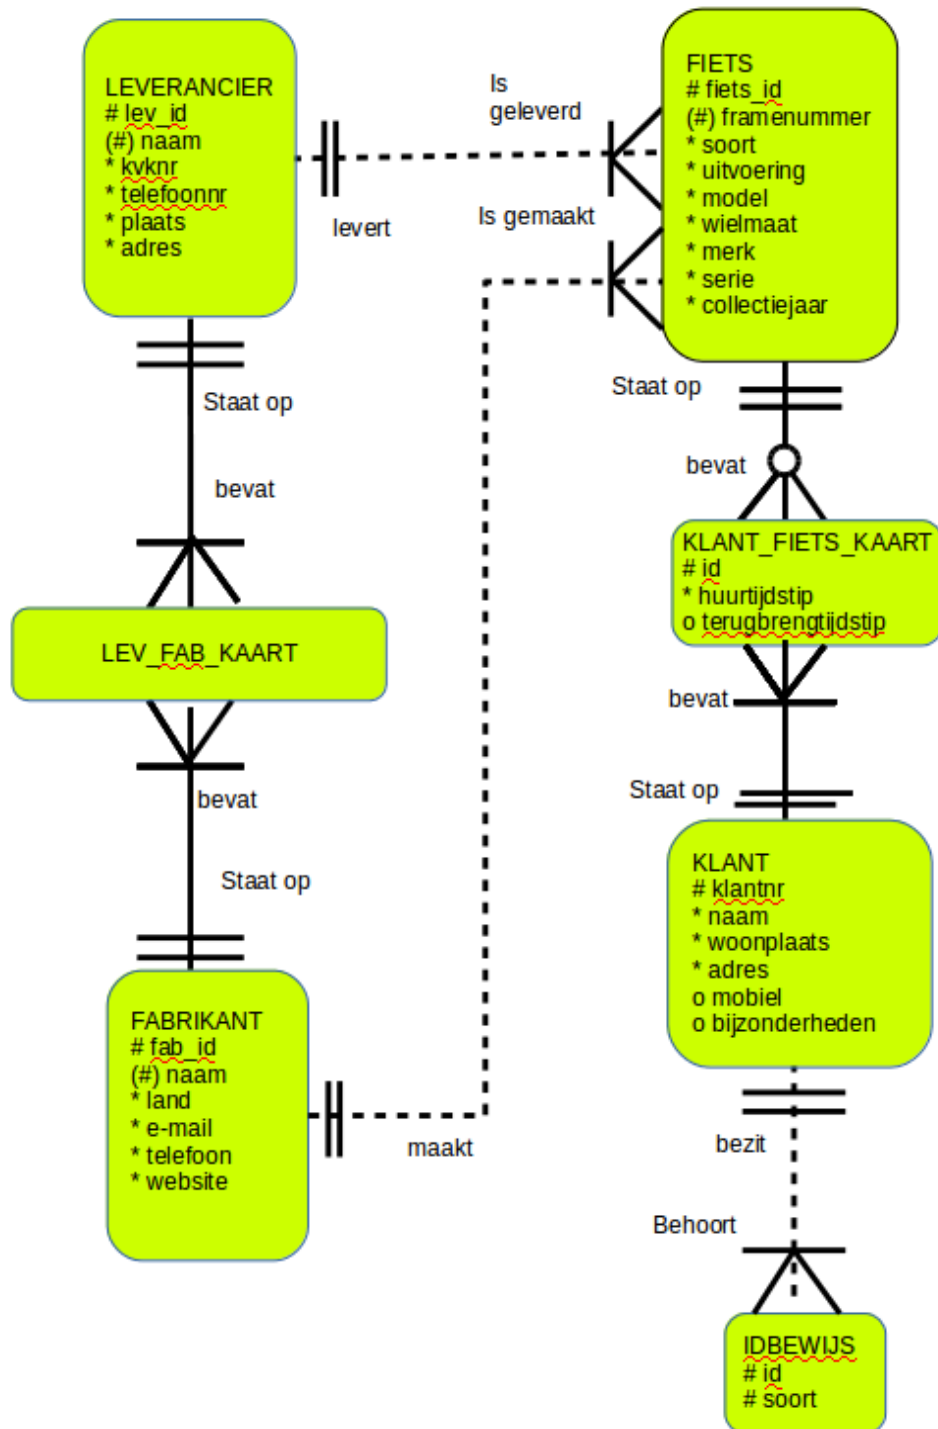 LEVERANCIER
# lev_id
(#) naam
* kvknr
* telefoonnr
* plaats
* adres
Is
geleverd
levert
Is gemaakt
FIETS
# fiets_id
(#) framenummer
* soort
* uitvoering
* model
* wielmaat
* merk
* serie
* collectiejaar
Staat op
bevat
LEV_FAB_KAART
bevat
Staat op
FABRIKANT
# fab_id
(#) naam
* land
* e-mail
* telefoon
* website
maakt
Staat op
bevat
KLANT_FIETS_KAART
# id
* huurtijdstip
o terugbrengtijdstip
bevat
Staat op
KLANT
# klantnr
* naam
* woonplaats
* adres
o mobiel
o bijzonderheden
bezit
Behoort
IDBEWIJS
# id
# soort